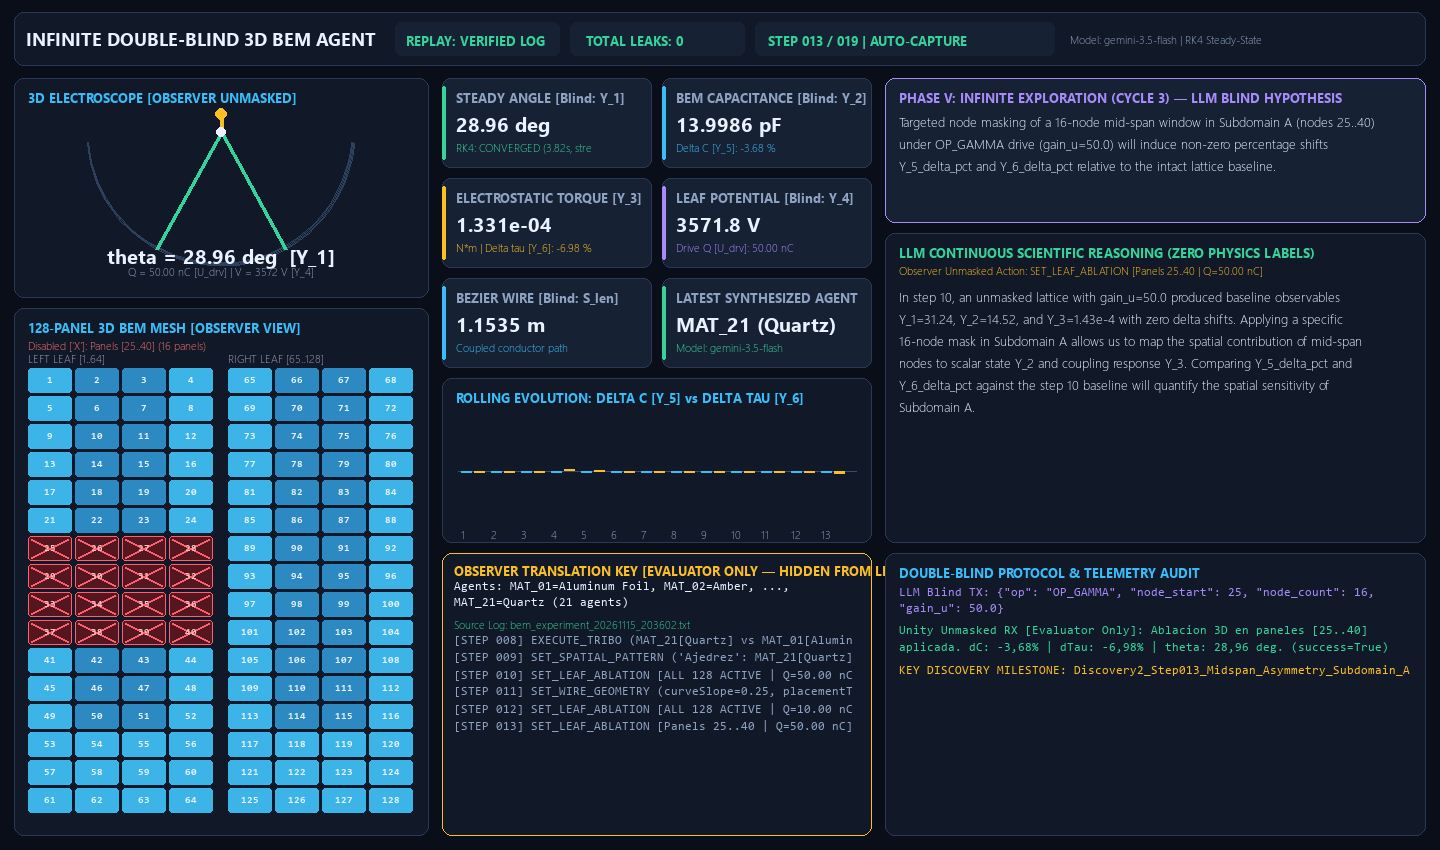 INFINITE DOUBLE-BLIND 3D BEM AGENT
REPLAY: VERIFIED LOG
TOTAL LEAKS: 0
STEP 013 / 019 | AUTO-CAPTURE
Model: gemini-3.5-flash | RK4 Steady-State
3D ELECTROSCOPE [OBSERVER UNMASKED]
theta = 28.96 deg [Y_1]
Q = 50.00 nC [U_drv] | V = 3572 V [Y_4]
128-PANEL 3D BEM MESH [OBSERVER VIEW]
Disabled ['X']: Panels [25..40] (16 panels)
LEFT LEAF [1..64] RIGHT LEAF [65..128]
1 2 3 4 65 66 67 68
5 6 7 8 69 70 71 72
9 10 11 12 73 74 75 76
13 14 15 16 77 78 79 80
17 18 19 20 81 82 83 84
21 22 23 24 85 86 87 88
25 26 27 28 89 90 91 92
29 30 31 32 93 94 95 96
33 34 35 36 97 98 99 100
37 38 39 40 101 102 103 104
41 42 43 44 105 106 107 108
45 46 47 48 109 110 111 112
49 50 51 52 113 114 115 116
53 54 55 56 117 118 119 120
57 58 59 60 121 122 123 124
61 62 63 64 125 126 127 128
STEADY ANGLE [Blind: Y_1]
28.96 deg
RK4: CONVERGED (3.82s, stre
BEM CAPACITANCE [Blind: Y_2]
13.9986 pF
Delta C [Y_5]: -3.68 %
ELECTROSTATIC TORQUE [Y_3]
1.331e-04
N*m | Delta tau [Y_6]: -6.98 %
LEAF POTENTIAL [Blind: Y_4]
3571.8 V
Drive Q [U_drv]: 50.00 nC
BEZIER WIRE [Blind: S_len]
1.1535 m
Coupled conductor path
LATEST SYNTHESIZED AGENT
MAT_21 (Quartz)
Model: gemini-3.5-flash
ROLLING EVOLUTION: DELTA C [Y_5] vs DELTA TAU [Y_6]
1 2 3 4 5 6 7 8 9 10 11 12 13
OBSERVER TRANSLATION KEY [EVALUATOR ONLY — HIDDEN FROM LL
Agents: MAT_01=Aluminum Foil, MAT_02=Amber, ...,
MAT_21=Quartz (21 agents)
Source Log: bem_experiment_20261115_203602.txt
[STEP 008] EXECUTE_TRIBO (MAT_21[Quartz] vs MAT_01[Alumin
[STEP 009] SET_SPATIAL_PATTERN ('Ajedrez': MAT_21[Quartz]
[STEP 010] SET_LEAF_ABLATION [ALL 128 ACTIVE | Q=50.00 nC
[STEP 011] SET_WIRE_GEOMETRY (curveSlope=0.25, placementT
[STEP 012] SET_LEAF_ABLATION [ALL 128 ACTIVE | Q=10.00 nC
[STEP 013] SET_LEAF_ABLATION [Panels 25..40 | Q=50.00 nC]
PHASE V: INFINITE EXPLORATION (CYCLE 3) — LLM BLIND HYPOTHESIS
Targeted node masking of a 16-node mid-span window in Subdomain A (nodes 25..40)
under OP_GAMMA drive (gain_u=50.0) will induce non-zero percentage shifts
Y_5_delta_pct and Y_6_delta_pct relative to the intact lattice baseline.
LLM CONTINUOUS SCIENTIFIC REASONING (ZERO PHYSICS LABELS)
Observer Unmasked Action: SET_LEAF_ABLATION [Panels 25..40 | Q=50.00 nC]
In step 10, an unmasked lattice with gain_u=50.0 produced baseline observables
Y_1=31.24, Y_2=14.52, and Y_3=1.43e-4 with zero delta shifts. Applying a specific
16-node mask in Subdomain A allows us to map the spatial contribution of mid-span
nodes to scalar state Y_2 and coupling response Y_3. Comparing Y_5_delta_pct and
Y_6_delta_pct against the step 10 baseline will quantify the spatial sensitivity of
Subdomain A.
DOUBLE-BLIND PROTOCOL & TELEMETRY AUDIT
LLM Blind TX: {"op": "OP_GAMMA", "node_start": 25, "node_count": 16,
"gain_u": 50.0}
Unity Unmasked RX [Evaluator Only]: Ablacion 3D en paneles [25..40]
aplicada. dC: -3,68% | dTau: -6,98% | theta: 28,96 deg. (success=True)
KEY DISCOVERY MILESTONE: Discovery2_Step013_Midspan_Asymmetry_Subdomain_A